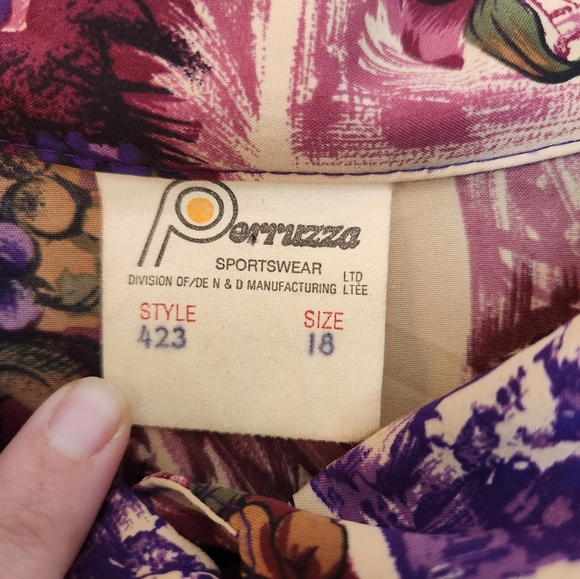 Perruzza
SPORTSWEAR
DIVISION OF/DE N & D MANUFACTURING LTD LTÉE
STYLE SIZE
423 18